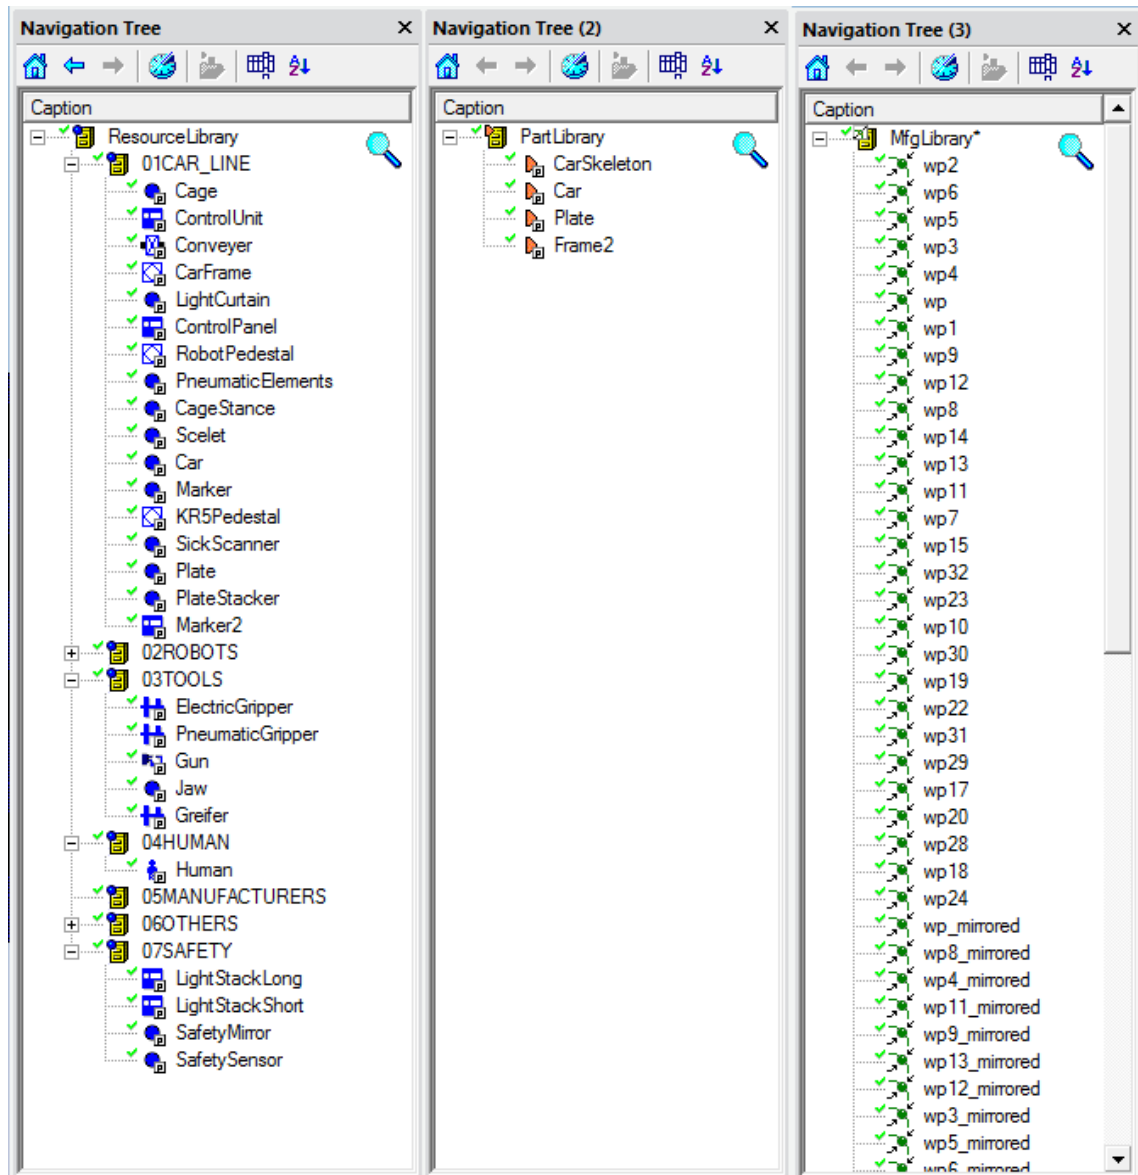 Navigation Tree
Caption
ResourceLibrary
01CAR_LINE
Cage
ControlUnit
Conveyer
CarFrame
LightCurtain
ControlPanel
RobotPedestal
PneumaticElements
CageStance
Scelet
Car
Marker
KR5Pedestal
SickScanner
Plate
PlateStacker
Marker2
02ROBOTS
03TOOLS
ElectricGripper
PneumaticGripper
Gun
Jaw
Greifer
04HUMAN
Human
05MANUFACTURERS
06OTHERS
07SAFETY
LightStackLong
LightStackShort
SafetyMirror
SafetySensor
Navigation Tree (2)
Caption
PartLibrary
CarSkeleton
Car
Plate
Frame2
Navigation Tree (3)
Caption
MfgLibrary*
wp2
wp6
wp5
wp3
wp4
wp
wp1
wp9
wp12
wp8
wp14
wp13
wp11
wp7
wp15
wp32
wp23
wp10
wp30
wp19
wp22
wp31
wp29
wp17
wp20
wp28
wp18
wp24
wp_mirrored
wp8_mirrored
wp4_mirrored
wp11_mirrored
wp9_mirrored
wp13_mirrored
wp12_mirrored
wp3_mirrored
wp5_mirrored
wp6_mirrored